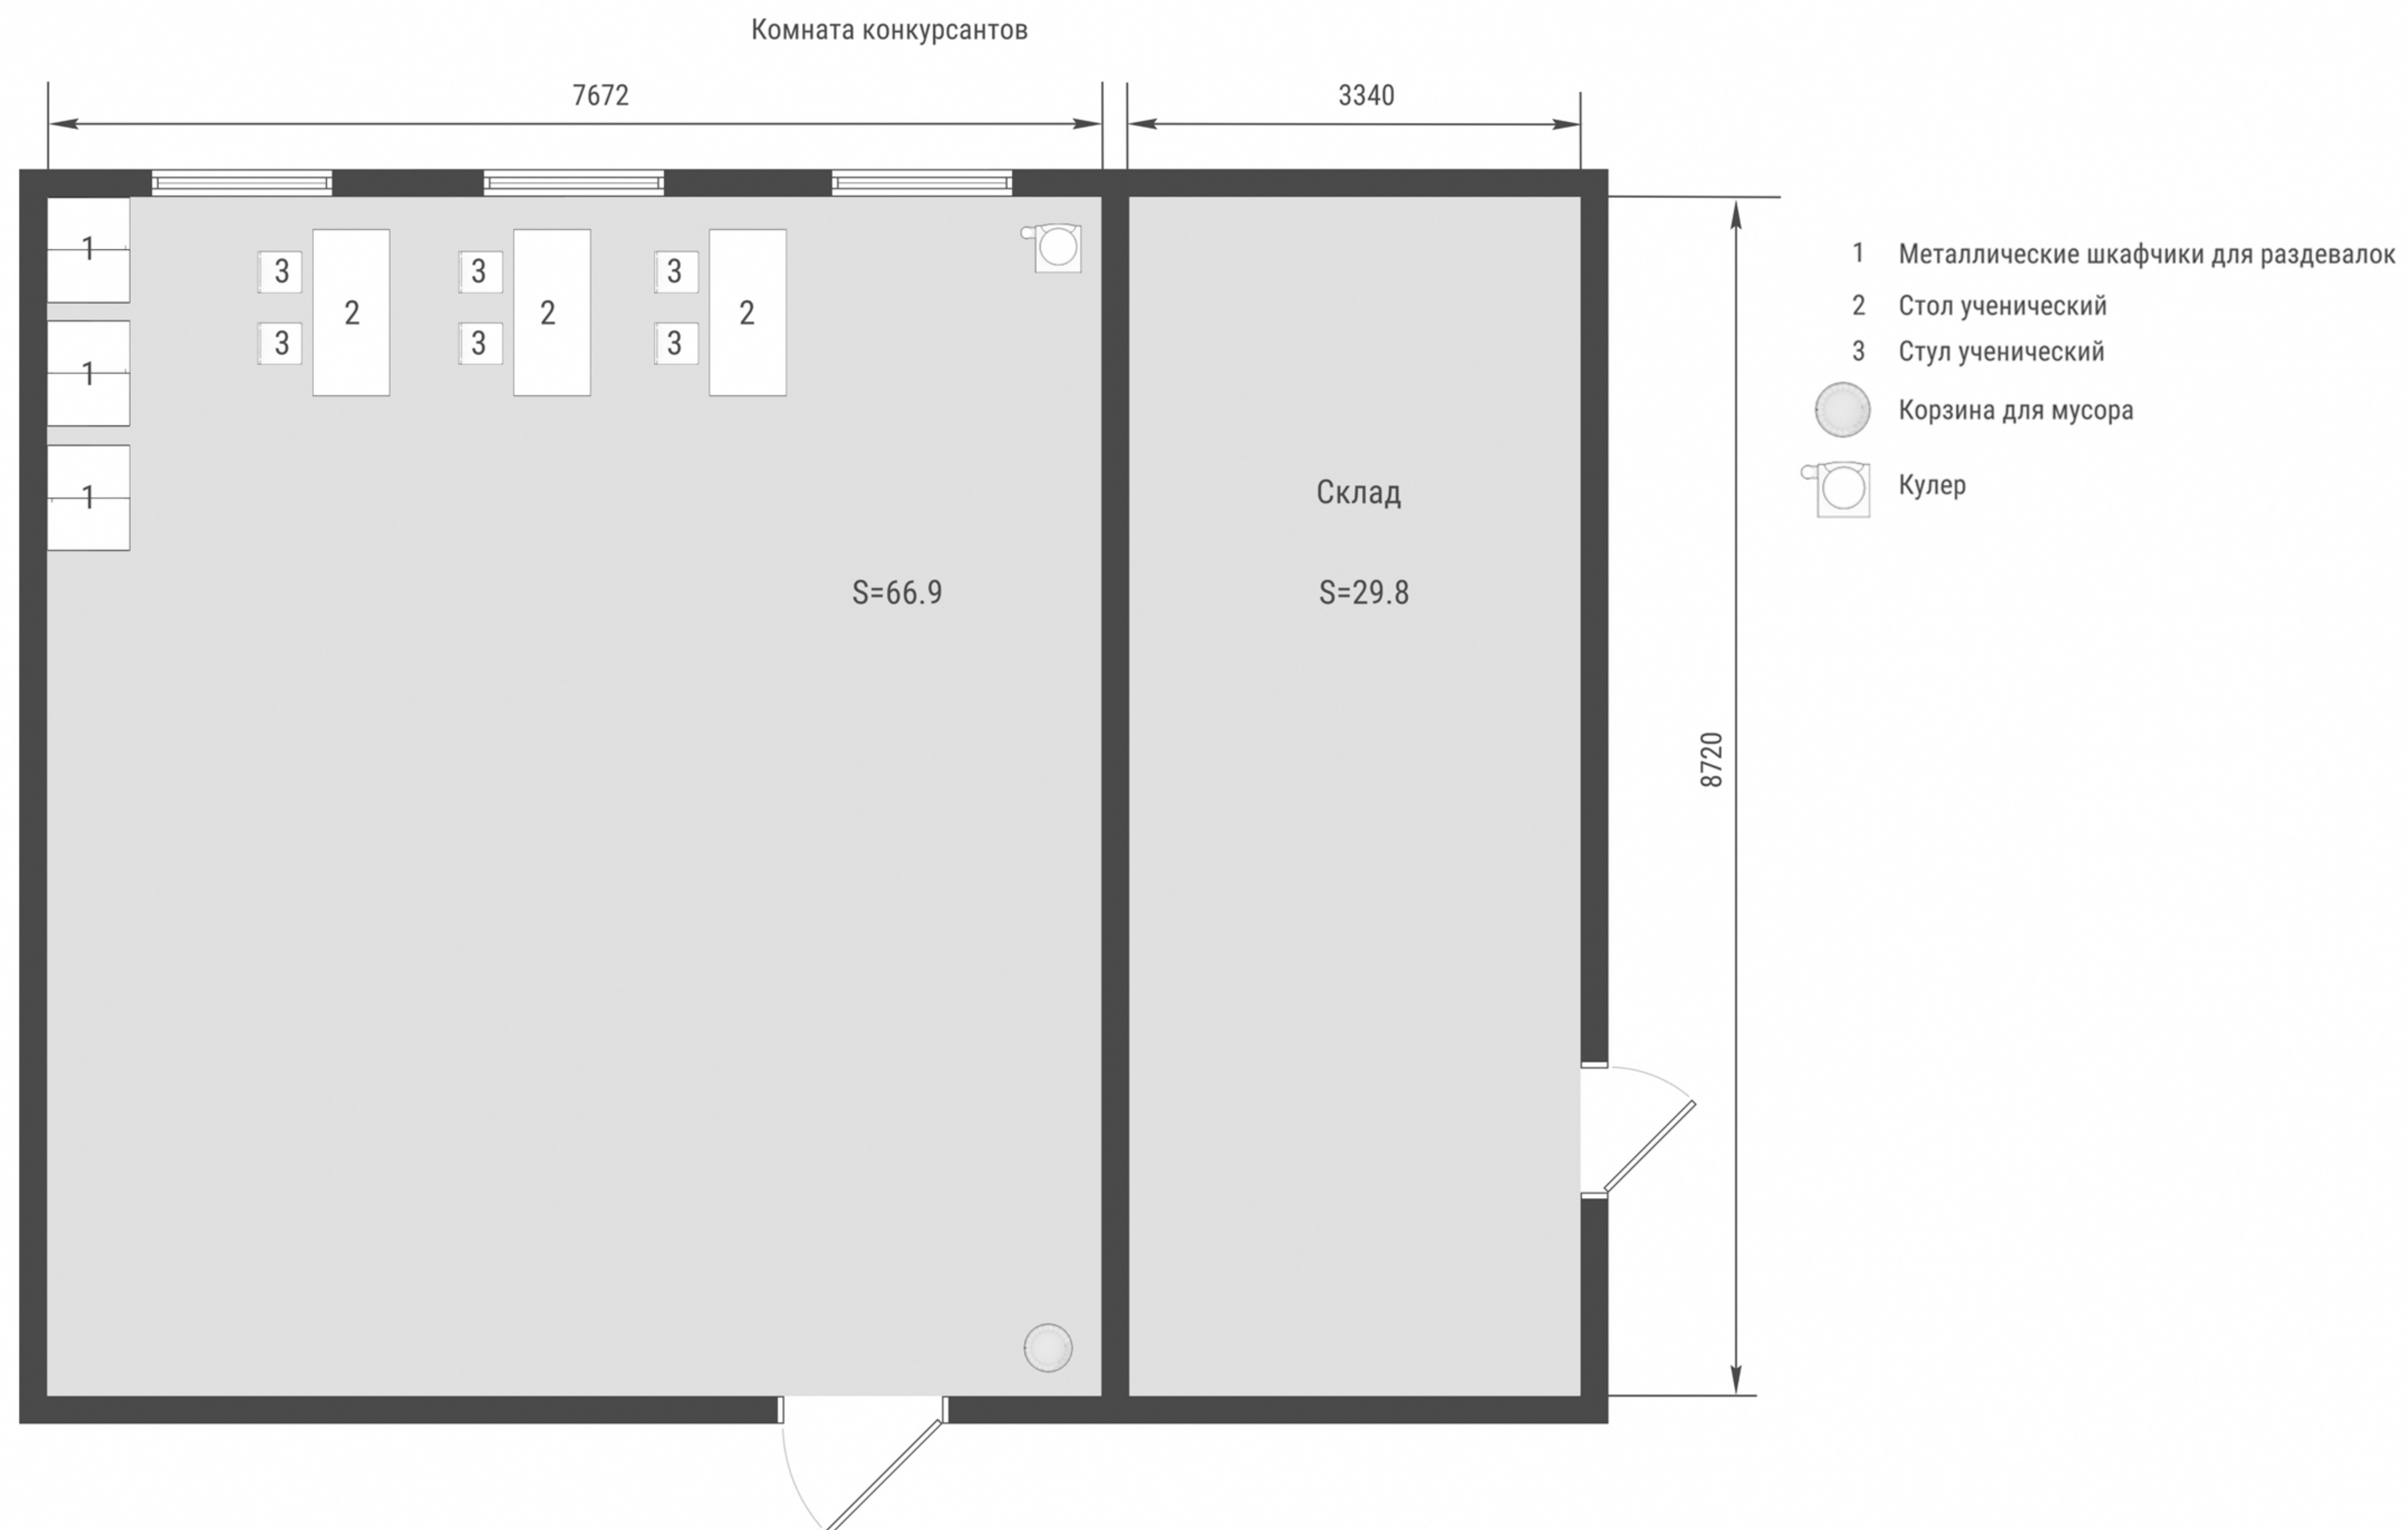 Комната конкурсантов
7672
3340
1
3
3
3
2
2
2
3
3
3
1
1
Склад
S=66.9
S=29.8
8720
1 Металлические шкафчики для раздевалок
2 Стол ученический
3 Стул ученический
Корзина для мусора
Кулер